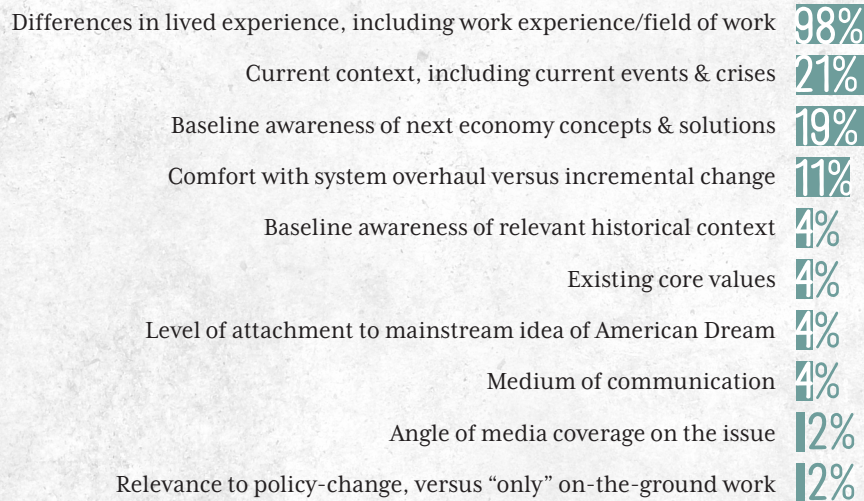 Differences in lived experience, including work experience/field of work 98%
Current context, including current events & crises 21%
Baseline awareness of next economy concepts & solutions 19%
Comfort with system overhaul versus incremental change 11%
Baseline awareness of relevant historical context 4%
Existing core values 4%
Level of attachment to mainstream idea of American Dream 4%
Medium of communication 4%
Angle of media coverage on the issue 2%
Relevance to policy-change, versus “only” on-the-ground work 2%